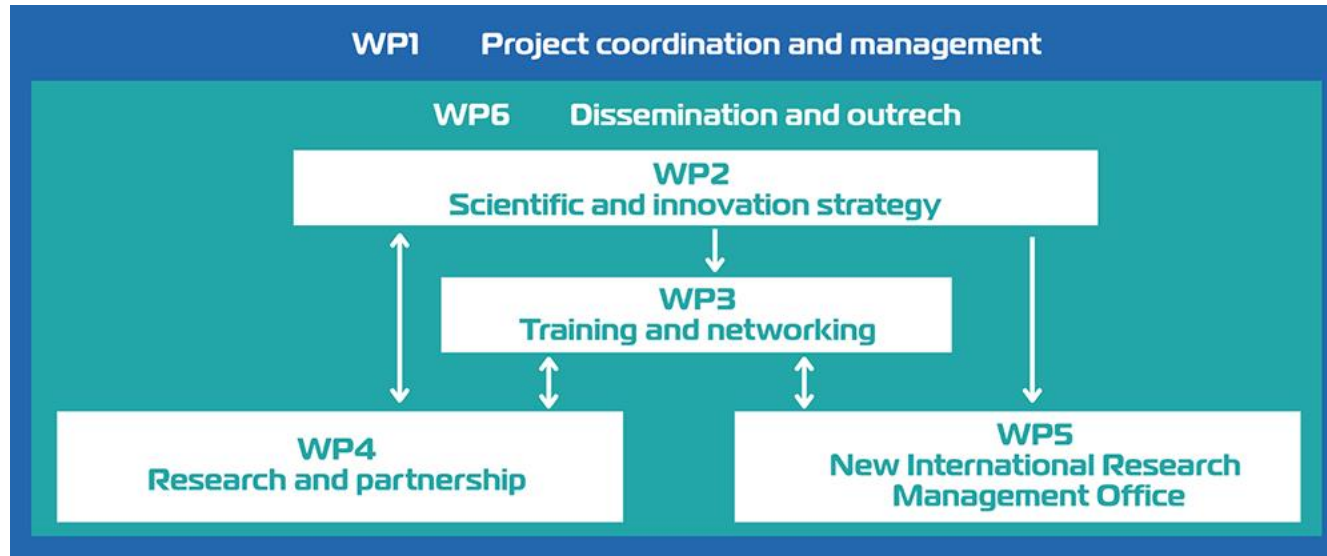 WP1 Project coordination and management
WP6 Dissemination and outrech
WP2
Scientific and innovation strategy
WP3
Training and networking
WP4
Research and partnership
WP5
New International Research
Management Office